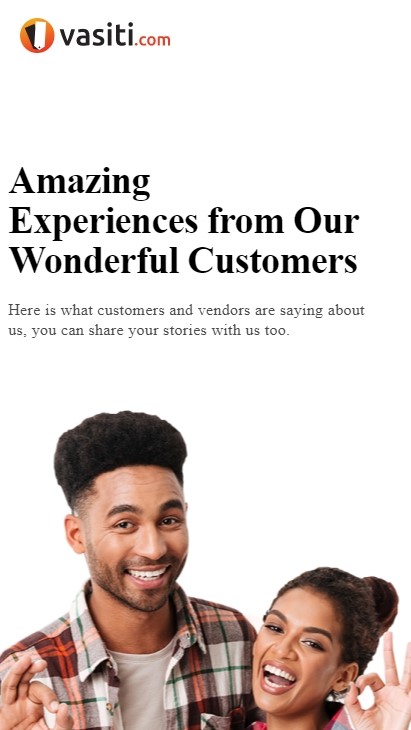 vasiti.com
Amazing
Experiences from Our
Wonderful Customers
Here is what customers and vendors are saying about
us, you can share your stories with us too.